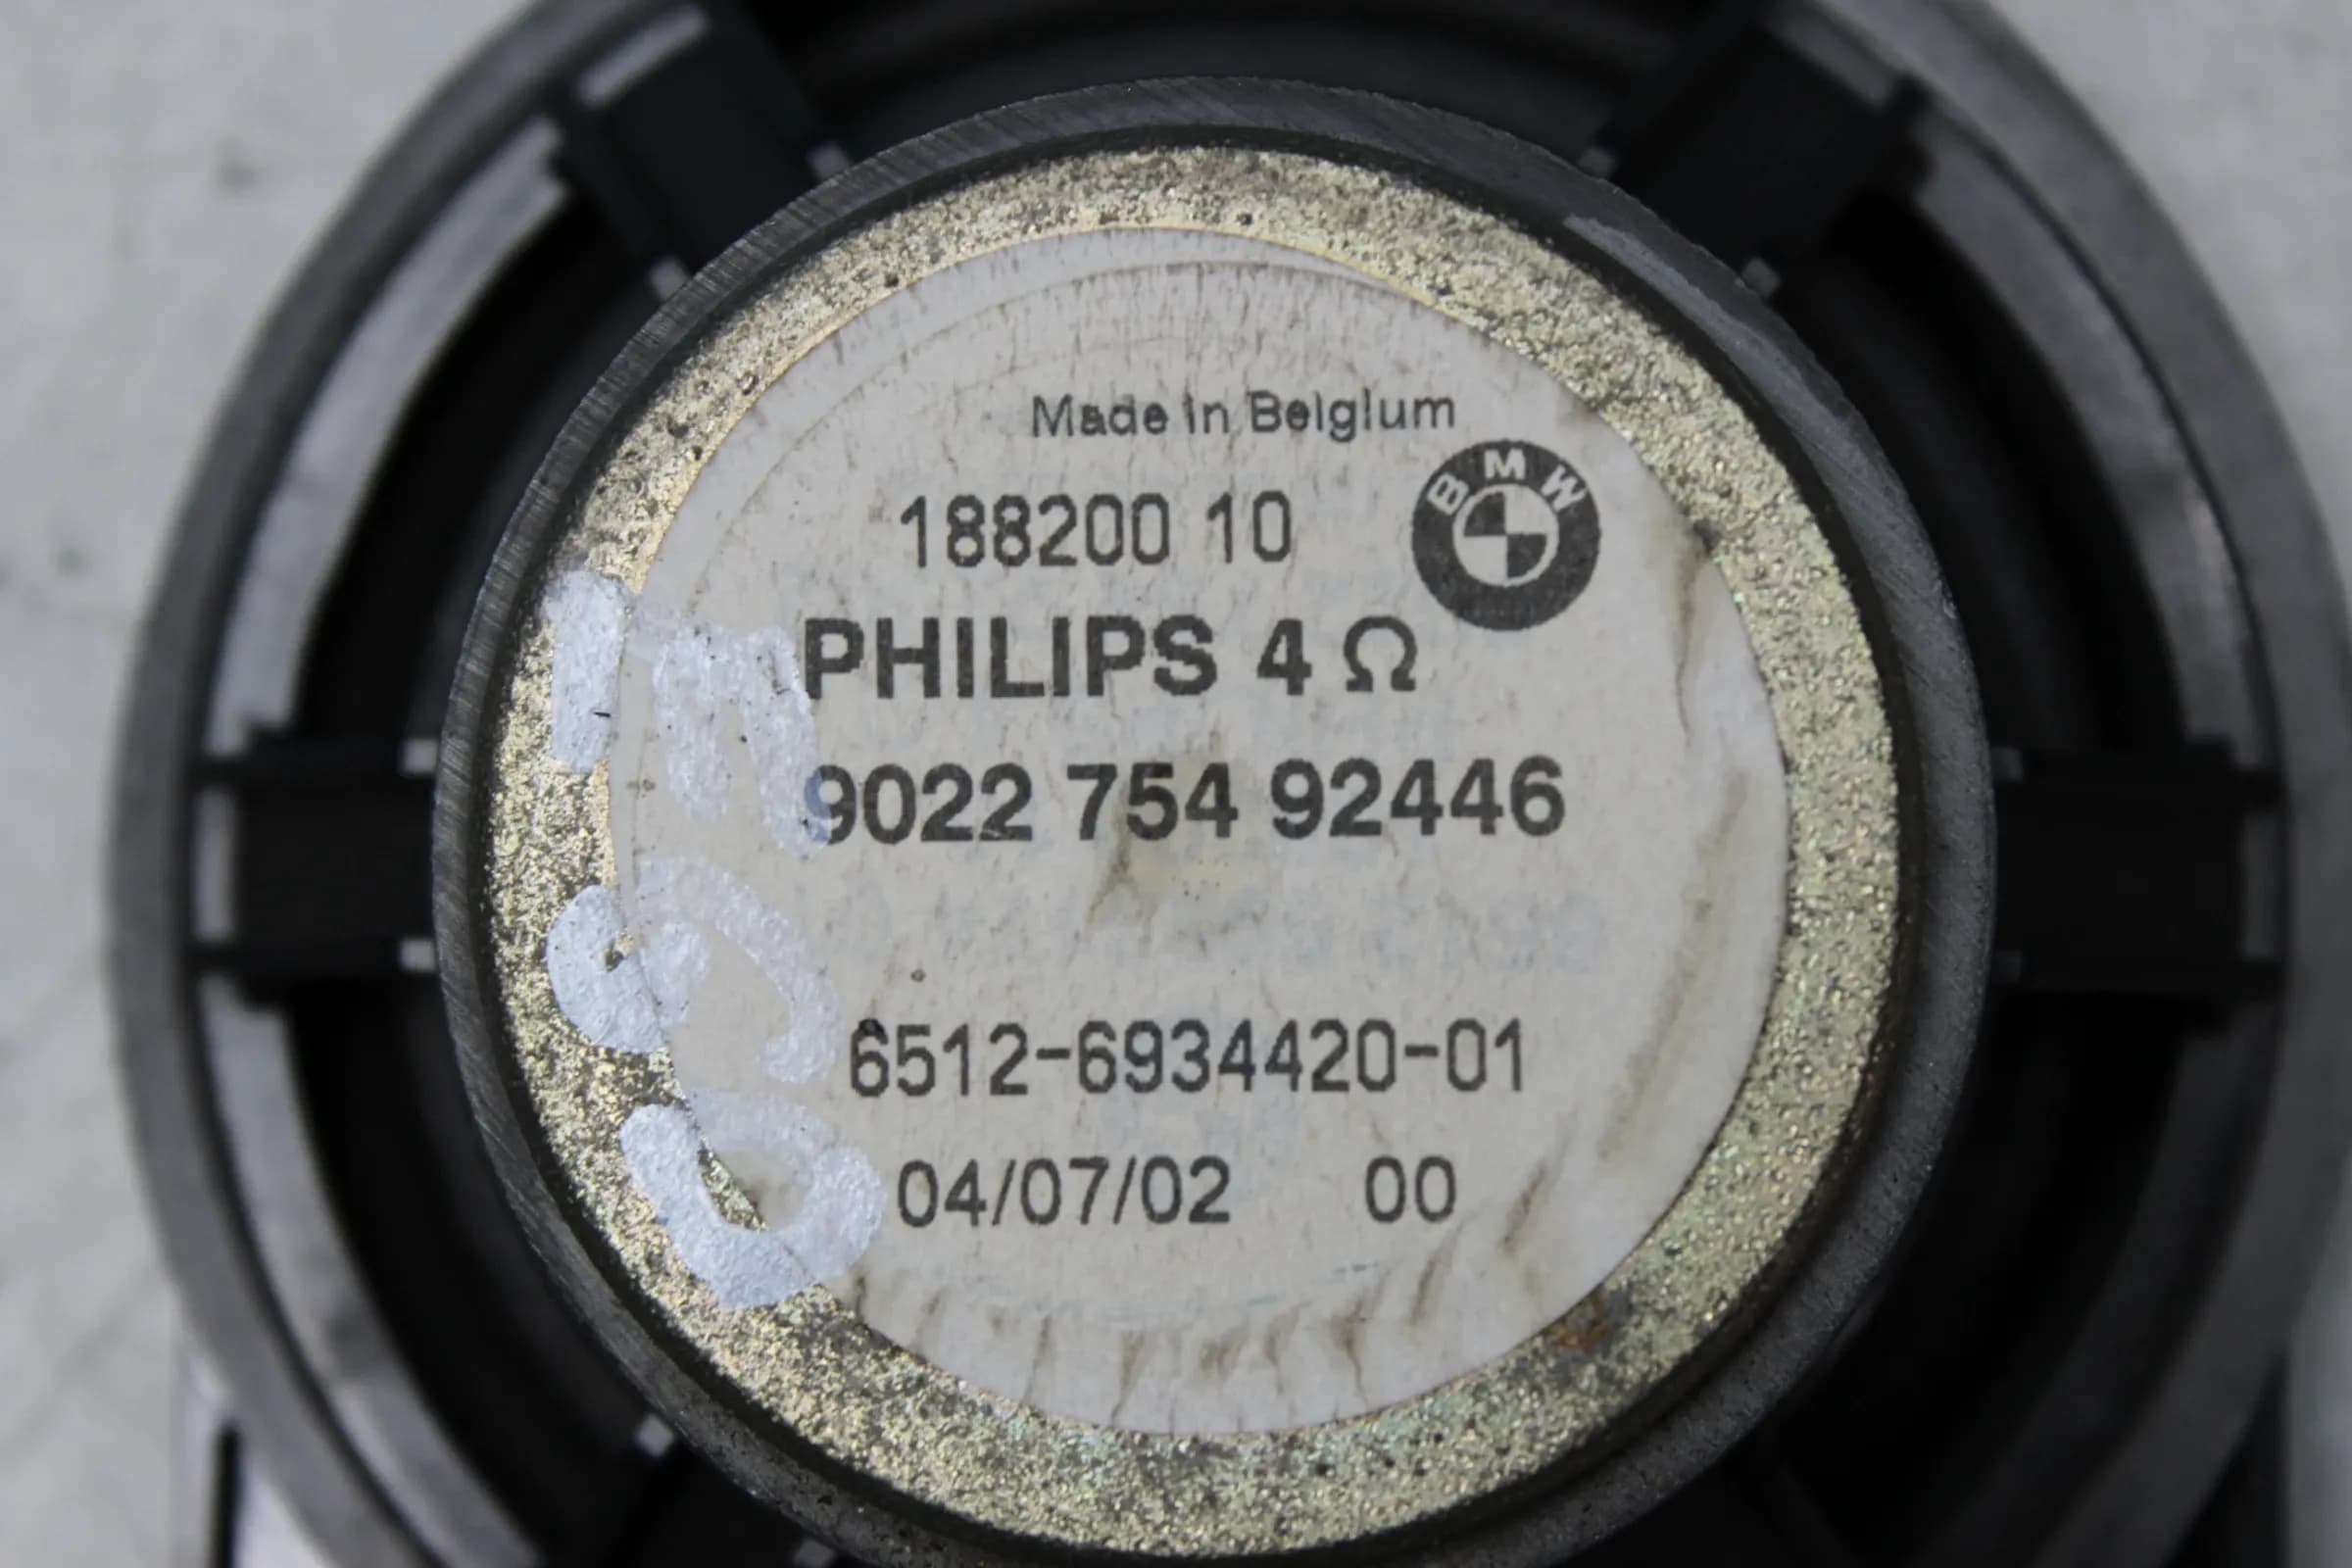 Made in Belgium
188200 10
BMW
PHILIPS 4 Ω
9022 754 92446
6512-6934420-01
04/07/02 00